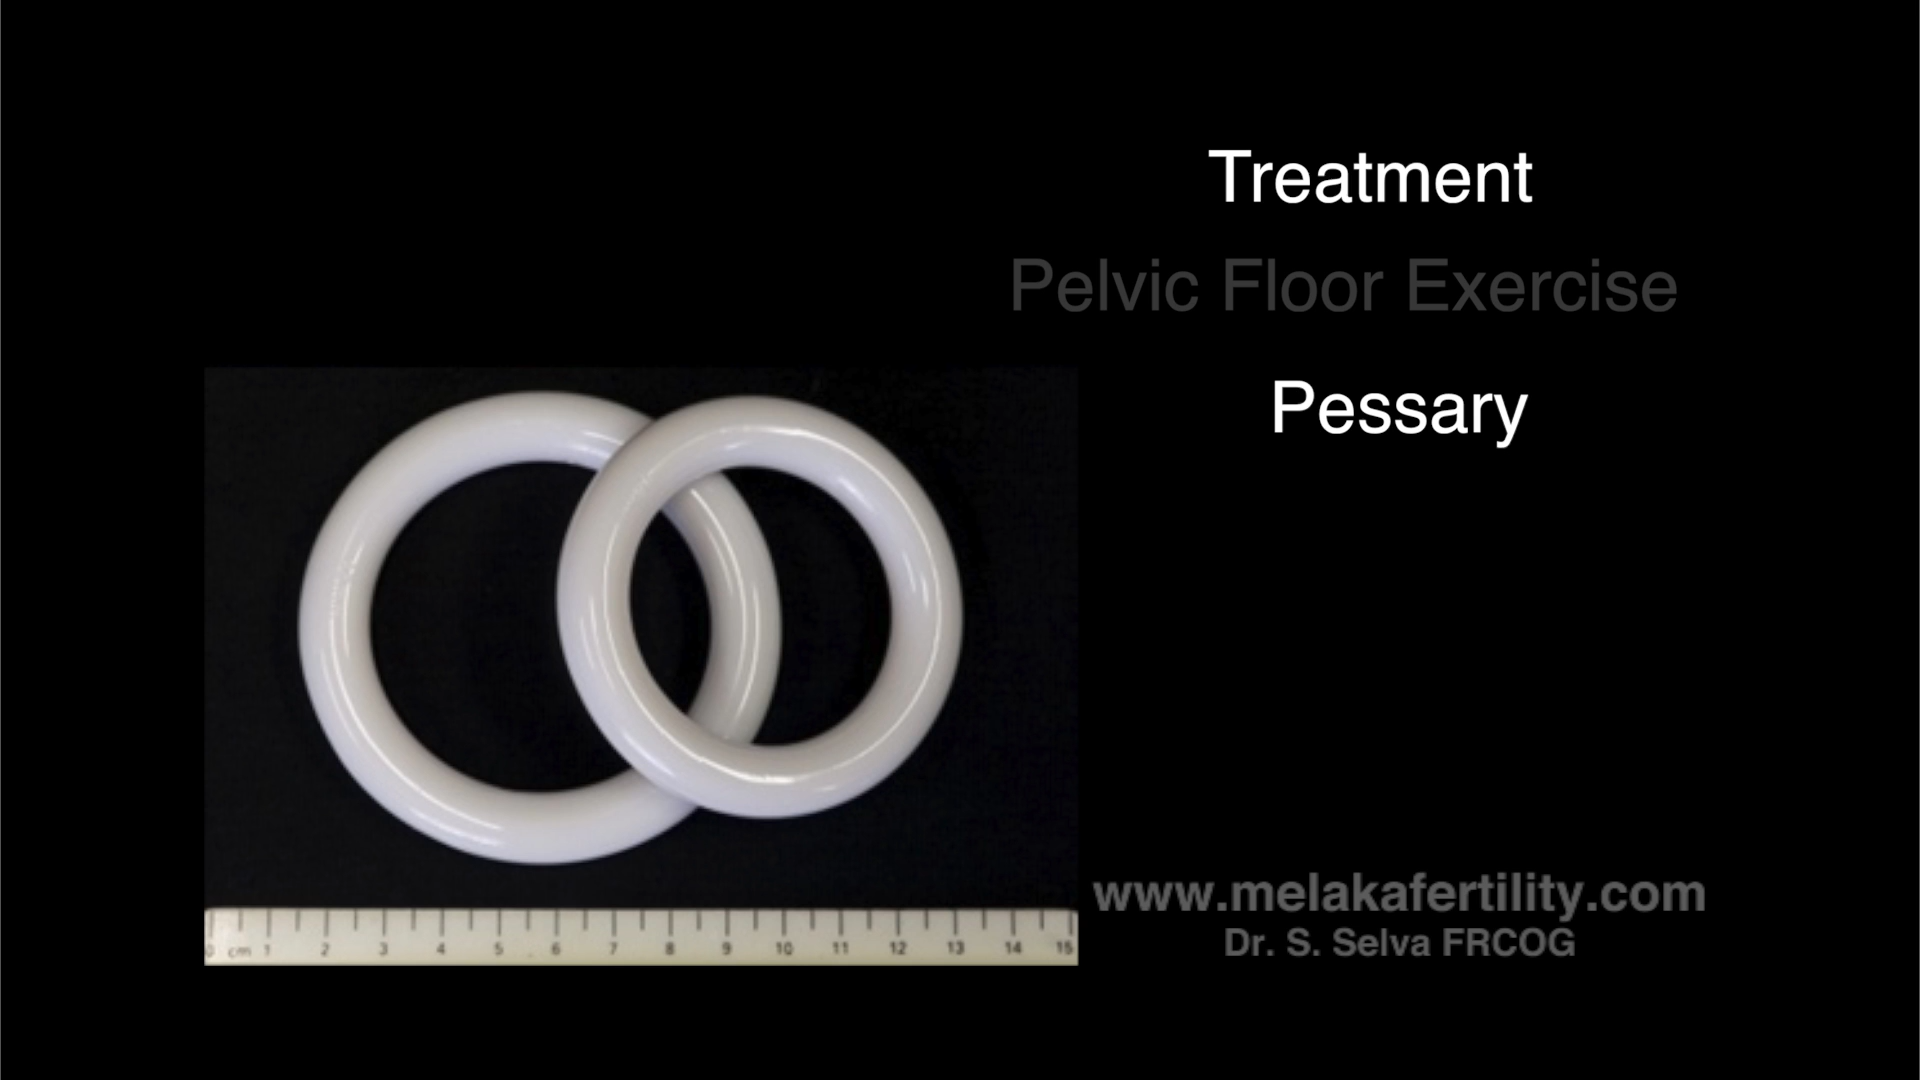 Treatment
Pelvic Floor Exercise
Pessary
0 cm 1 2 3 4 5 6 7 8 9 10 11 12 13 14 15
www.melakafertility.com
Dr. S. Selva FRCOG